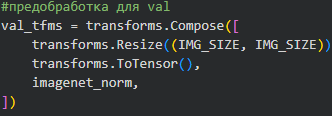 #предобработка для val
val_tfms = transforms.Compose([
    transforms.Resize((IMG_SIZE, IMG_SIZE))
    transforms.ToTensor(),
    imagenet_norm,
])